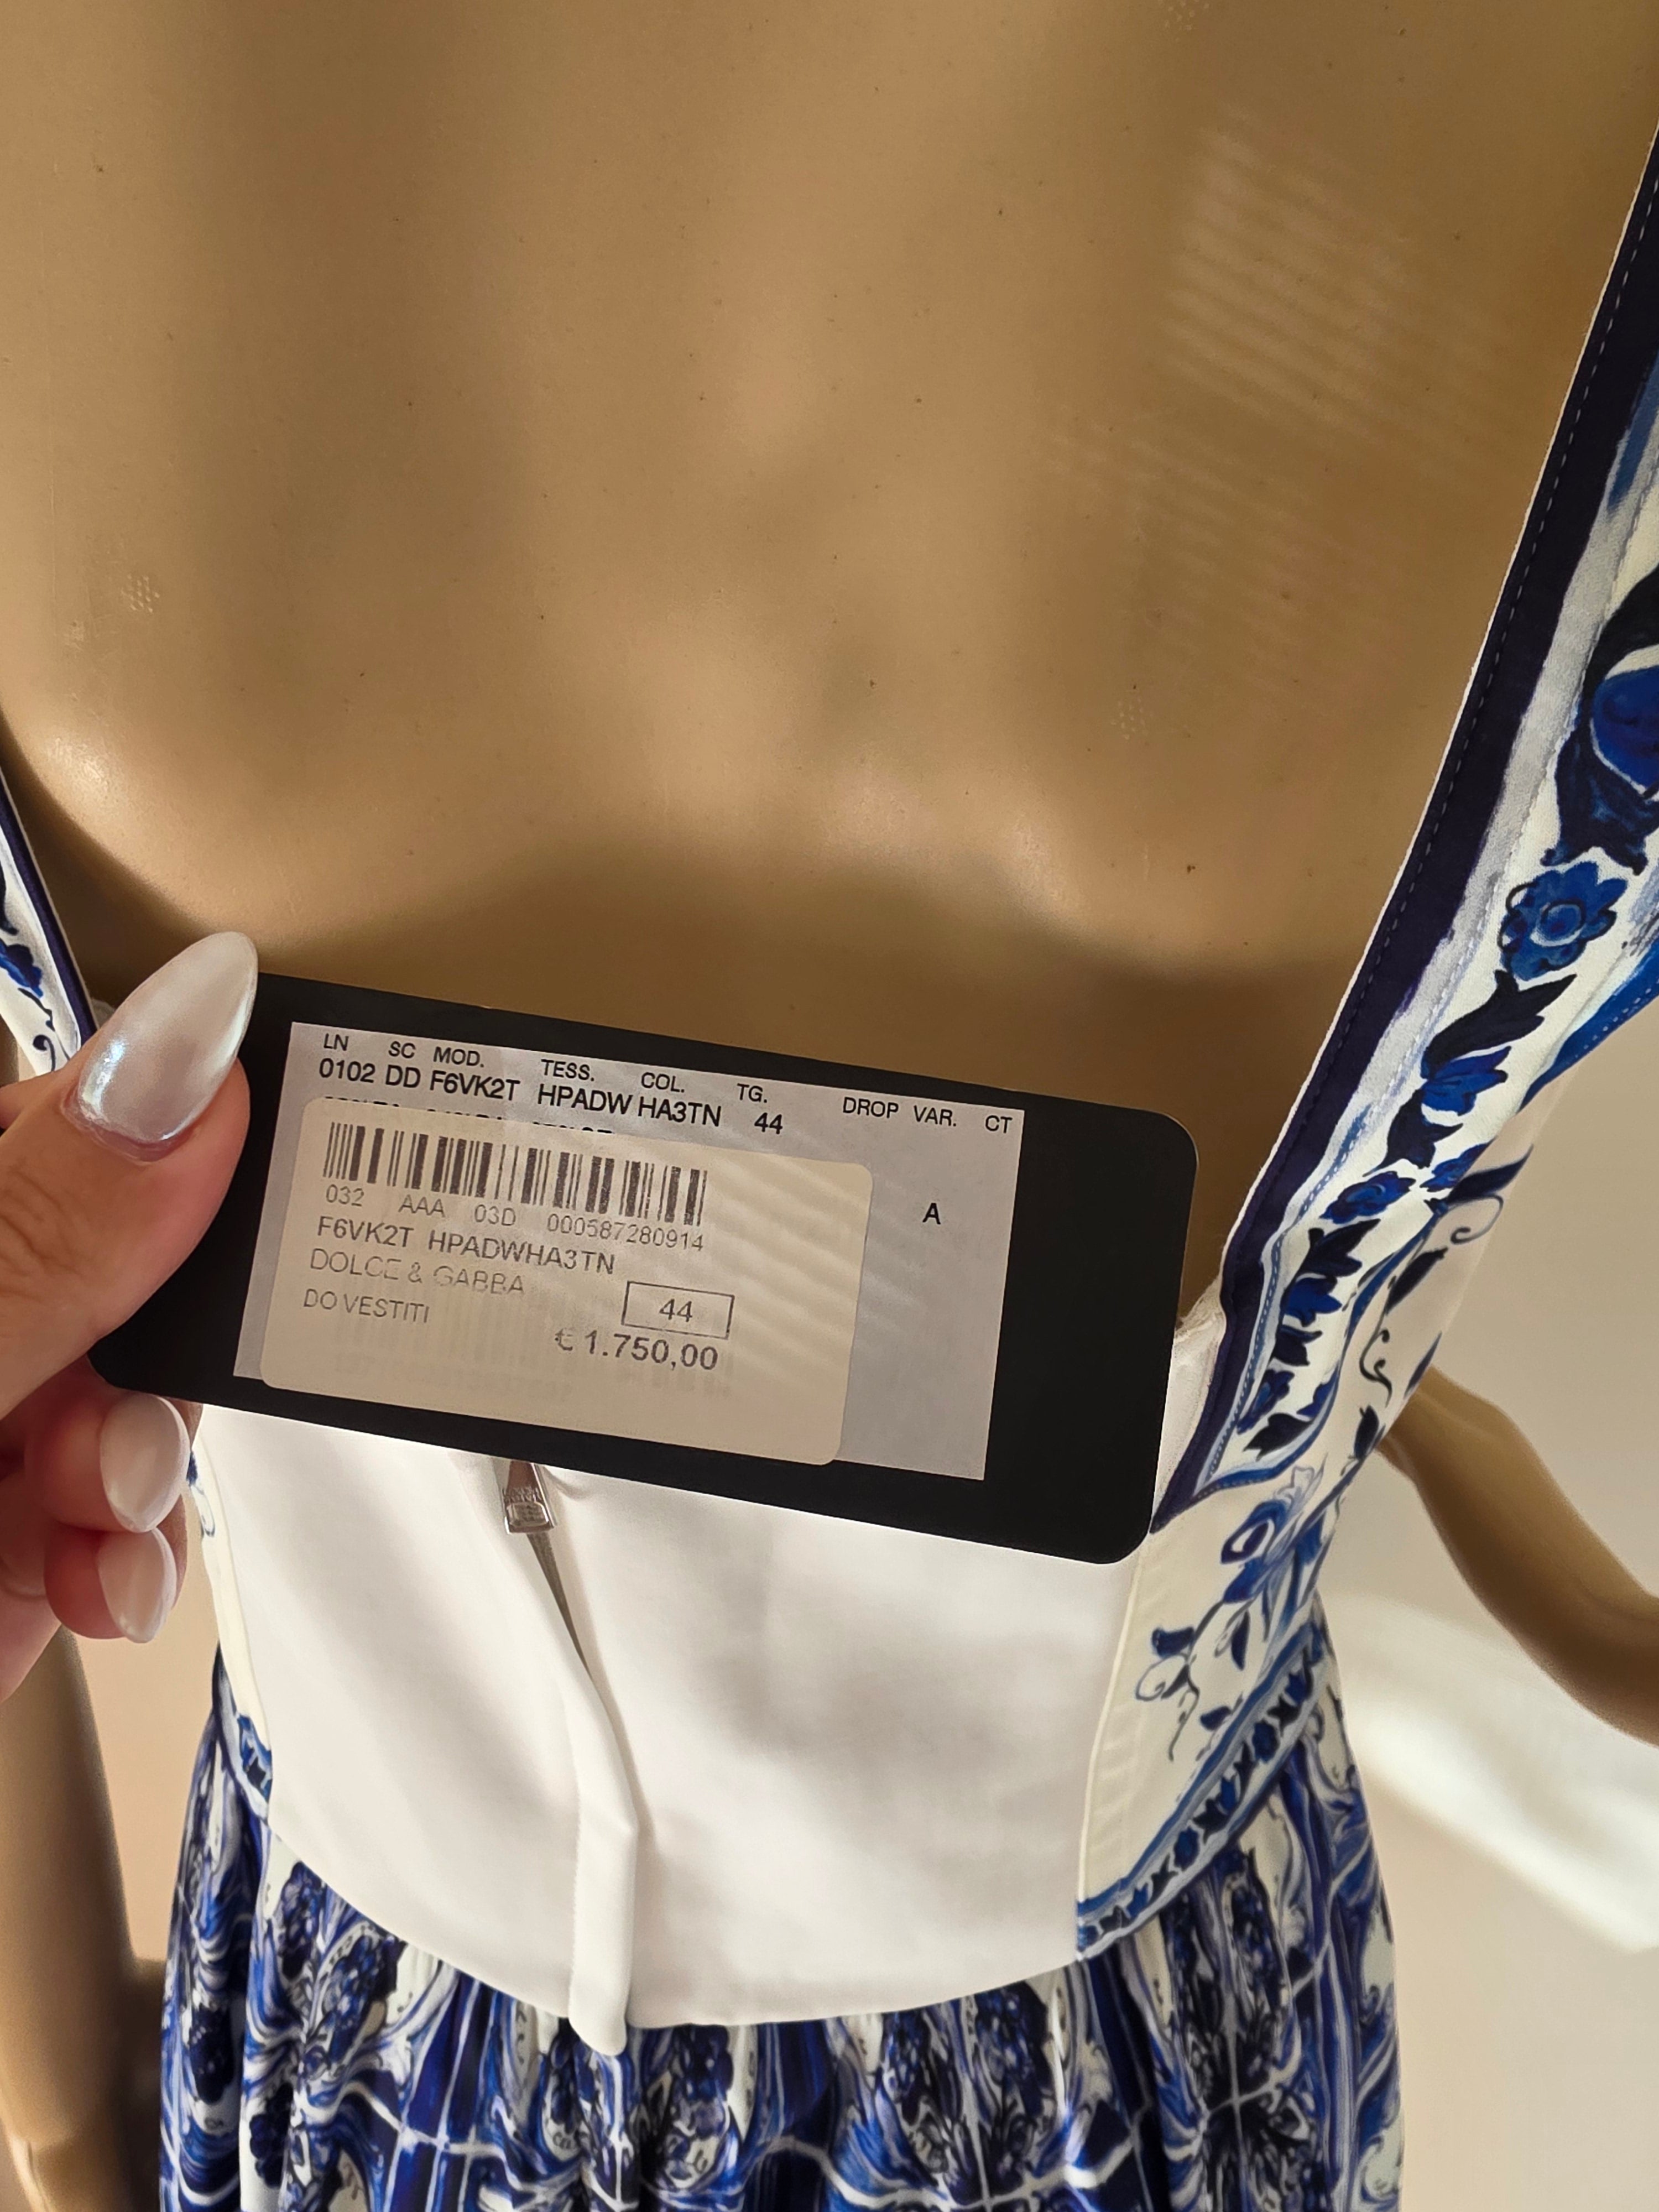 LN SC MOD. TESS. COL. TG. DROP VAR. CT
0102 DD F6VK2T HPADW HA3TN 44
A
032 AAA 03D 000587280914
F6VK2T HPADWHA3TN
DOLCE & GABBA
DO VESTITI
44
€ 1.750,00